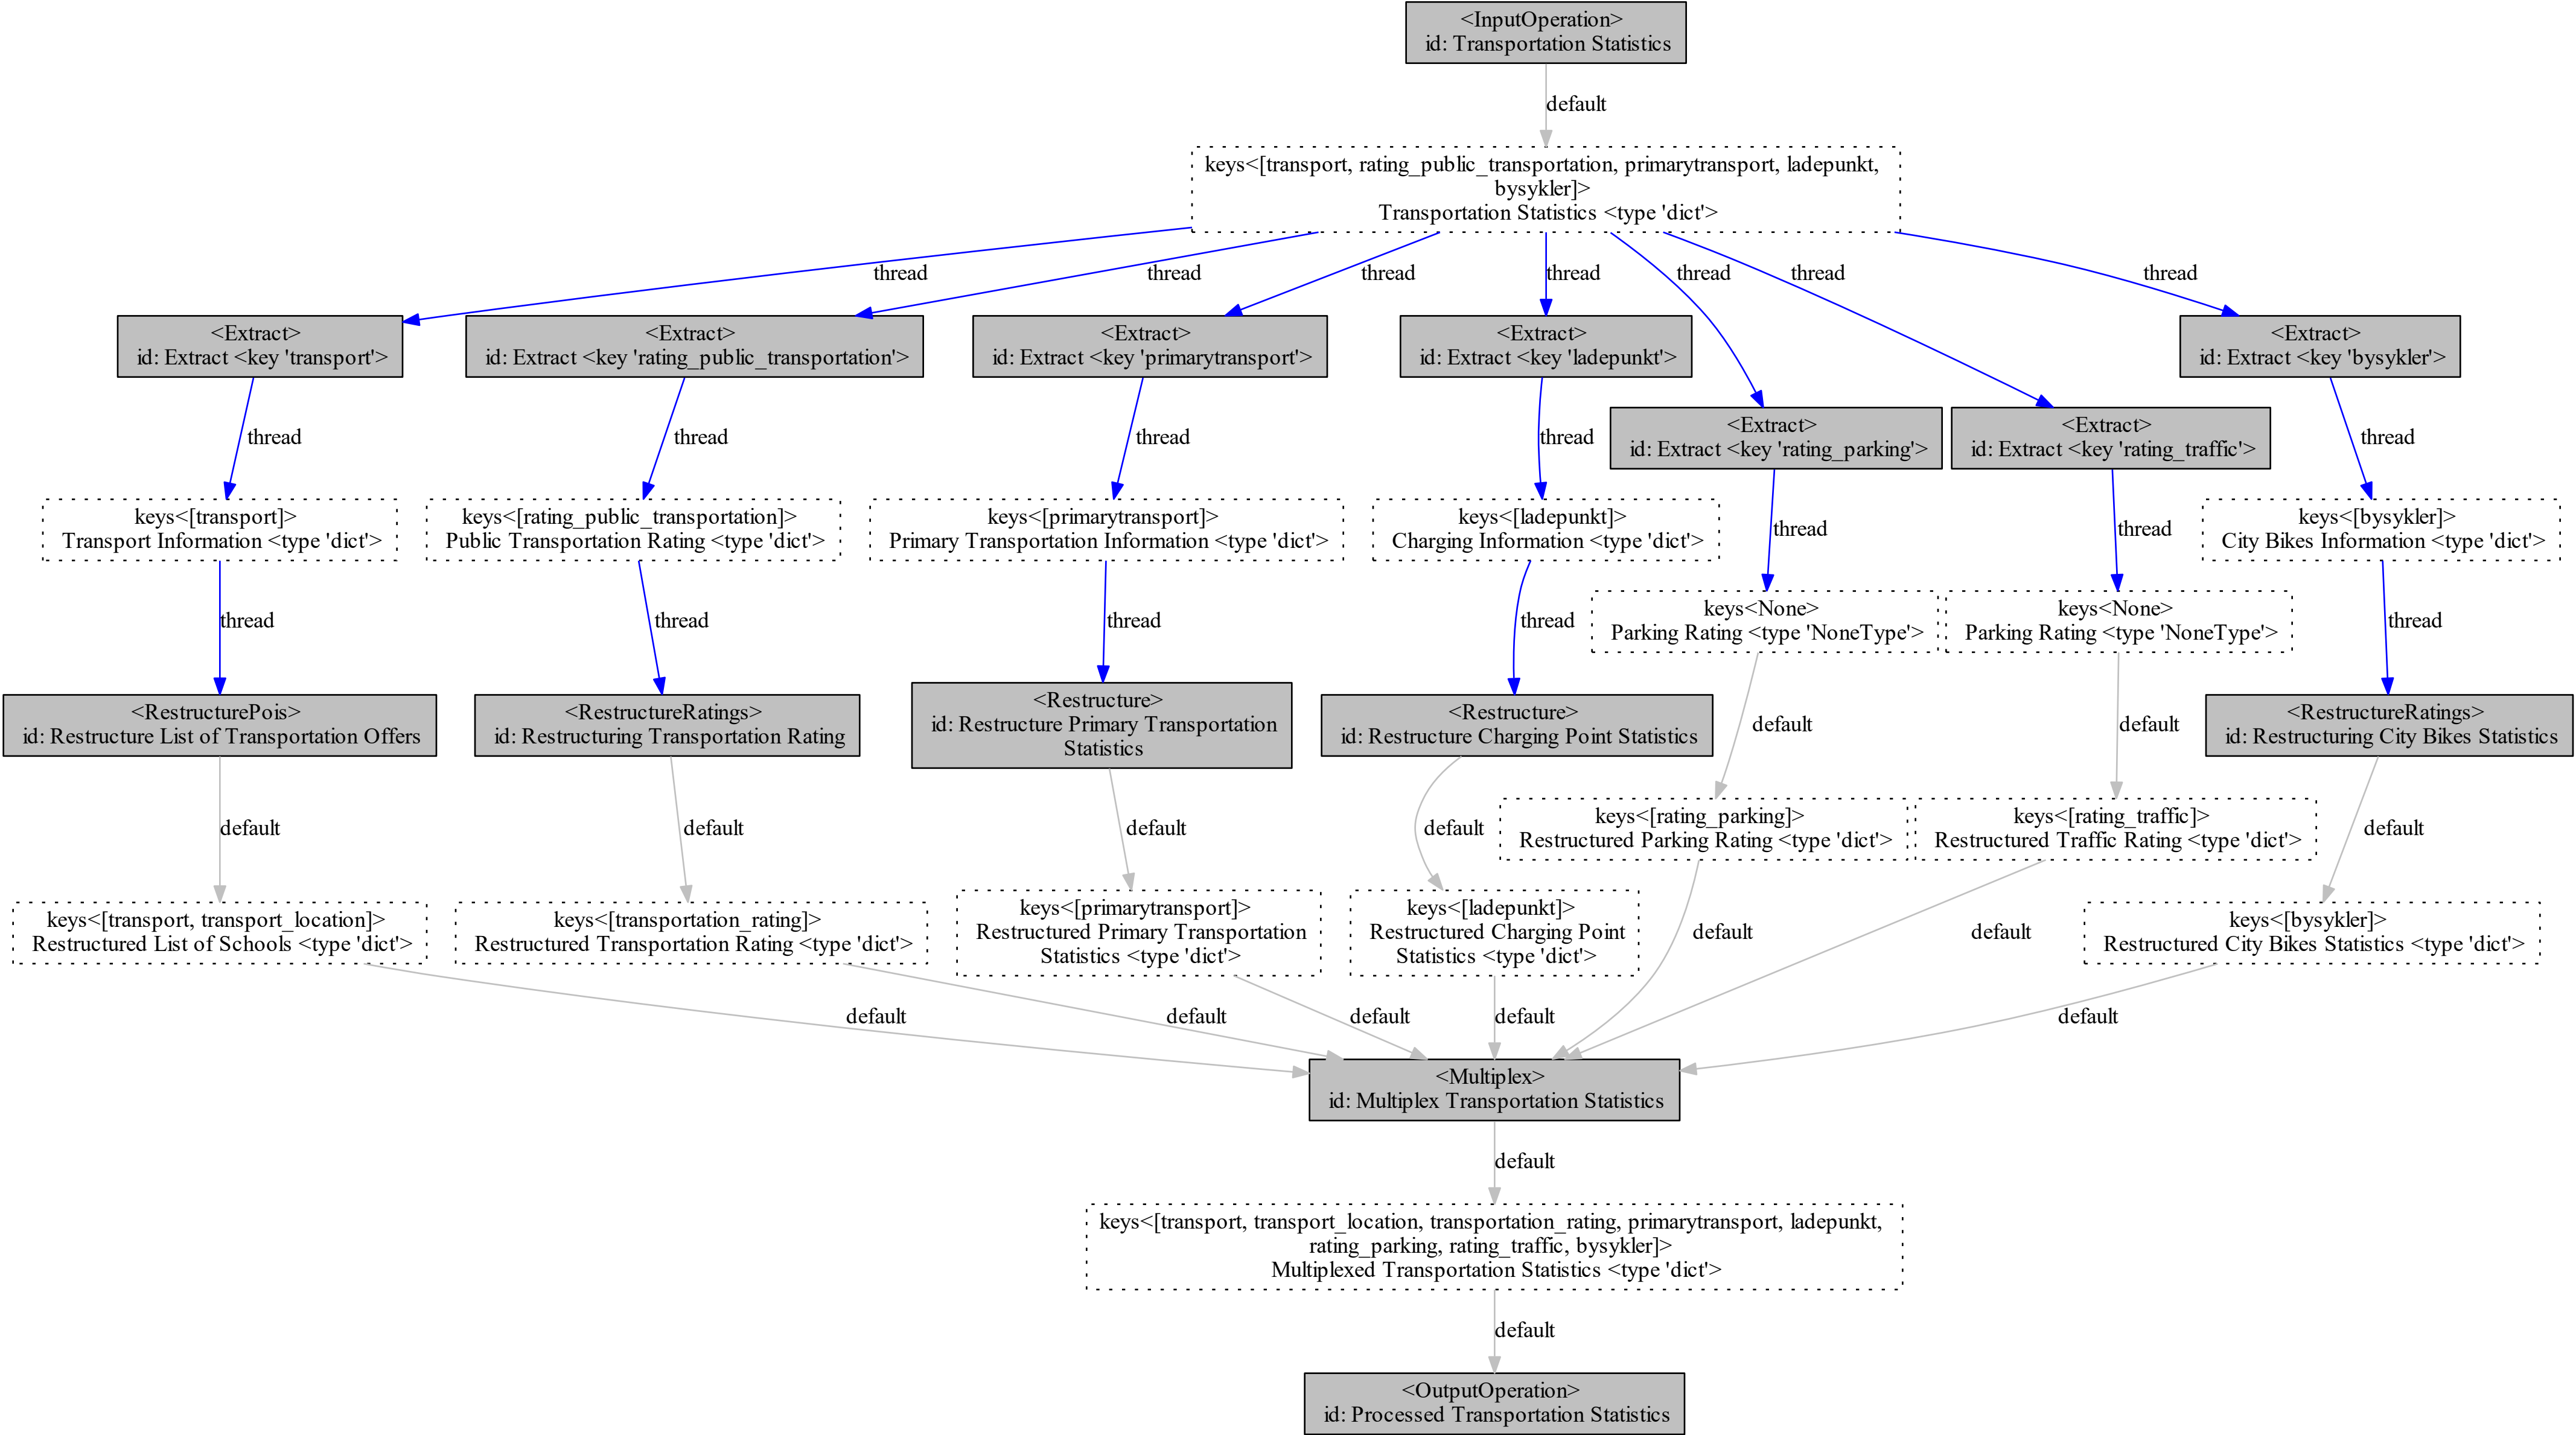 <InputOperation>
id: Transportation Statistics
default
keys<[transport, rating_public_transportation, primarytransport, ladepunkt,
bysykler]>
Transportation Statistics <type 'dict'>
thread
thread
thread
thread
thread
thread
thread
<Extract>
id: Extract <key 'transport'>
<Extract>
id: Extract <key 'rating_public_transportation'>
<Extract>
id: Extract <key 'primarytransport'>
<Extract>
id: Extract <key 'ladepunkt'>
<Extract>
id: Extract <key 'bysykler'>
<Extract>
id: Extract <key 'rating_parking'>
<Extract>
id: Extract <key 'rating_traffic'>
thread
thread
thread
thread
thread
thread
thread
keys<[transport]>
Transport Information <type 'dict'>
keys<[rating_public_transportation]>
Public Transportation Rating <type 'dict'>
keys<[primarytransport]>
Primary Transportation Information <type 'dict'>
keys<[ladepunkt]>
Charging Information <type 'dict'>
keys<[bysykler]>
City Bikes Information <type 'dict'>
keys<None>
Parking Rating <type 'NoneType'>
keys<None>
Parking Rating <type 'NoneType'>
thread
thread
thread
thread
thread
<RestructurePois>
id: Restructure List of Transportation Offers
<RestructureRatings>
id: Restructuring Transportation Rating
<Restructure>
id: Restructure Primary Transportation
Statistics
<Restructure>
id: Restructure Charging Point Statistics
default
default
<RestructureRatings>
id: Restructuring City Bikes Statistics
default
default
default
default
default
keys<[rating_parking]>
Restructured Parking Rating <type 'dict'>
keys<[rating_traffic]>
Restructured Traffic Rating <type 'dict'>
keys<[transport, transport_location]>
Restructured List of Schools <type 'dict'>
keys<[transportation_rating]>
Restructured Transportation Rating <type 'dict'>
keys<[primarytransport]>
Restructured Primary Transportation
Statistics <type 'dict'>
keys<[ladepunkt]>
Restructured Charging Point
Statistics <type 'dict'>
default
default
keys<[bysykler]>
Restructured City Bikes Statistics <type 'dict'>
default
default
default
default
default
<Multiplex>
id: Multiplex Transportation Statistics
default
keys<[transport, transport_location, transportation_rating, primarytransport, ladepunkt,
rating_parking, rating_traffic, bysykler]>
Multiplexed Transportation Statistics <type 'dict'>
default
<OutputOperation>
id: Processed Transportation Statistics